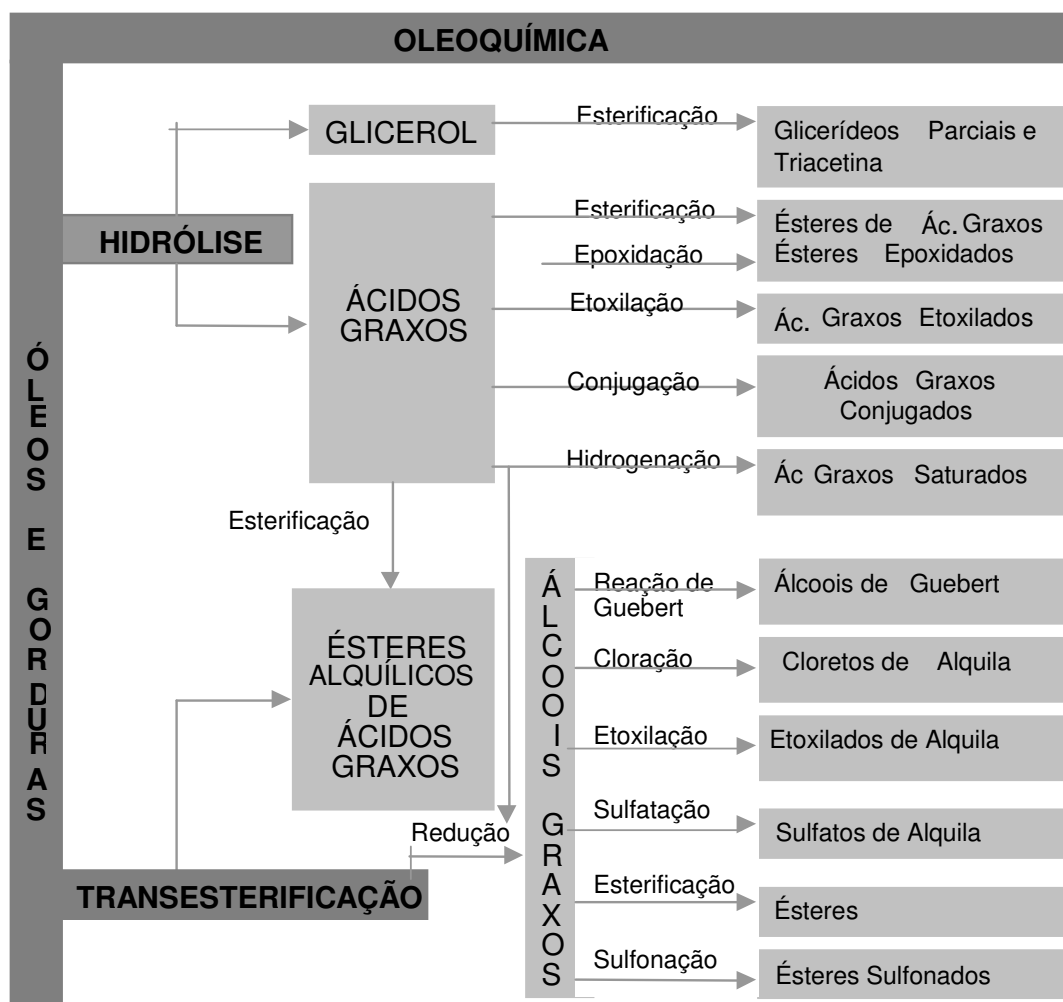 OLEOQUÍMICA
ÓLEOS E GORDURAS
HIDRÓLISE
GLICEROL
Esterificação
Glicerídeos Parciais e
Triacetina
ÁCIDOS
GRAXOS
Esterificação
Ésteres de Ác. Graxos
Epoxidação
Ésteres Epoxidados
Etoxilação
Ác. Graxos Etoxilados
Conjugação
Ácidos Graxos
Conjugados
Hidrogenação
Ác Graxos Saturados
Esterificação
ÉSTERES
ALQUÍLICOS
DE
ÁCIDOS
GRAXOS
TRANSESTERIFICAÇÃO
Redução
ÁLCOOIS GRAXOS
Reação de
Guebert
Álcoois de Guebert
Cloração
Cloretos de Alquila
Etoxilação
Etoxilados de Alquila
Sulfatação
Sulfatos de Alquila
Esterificação
Ésteres
Sulfonação
Ésteres Sulfonados